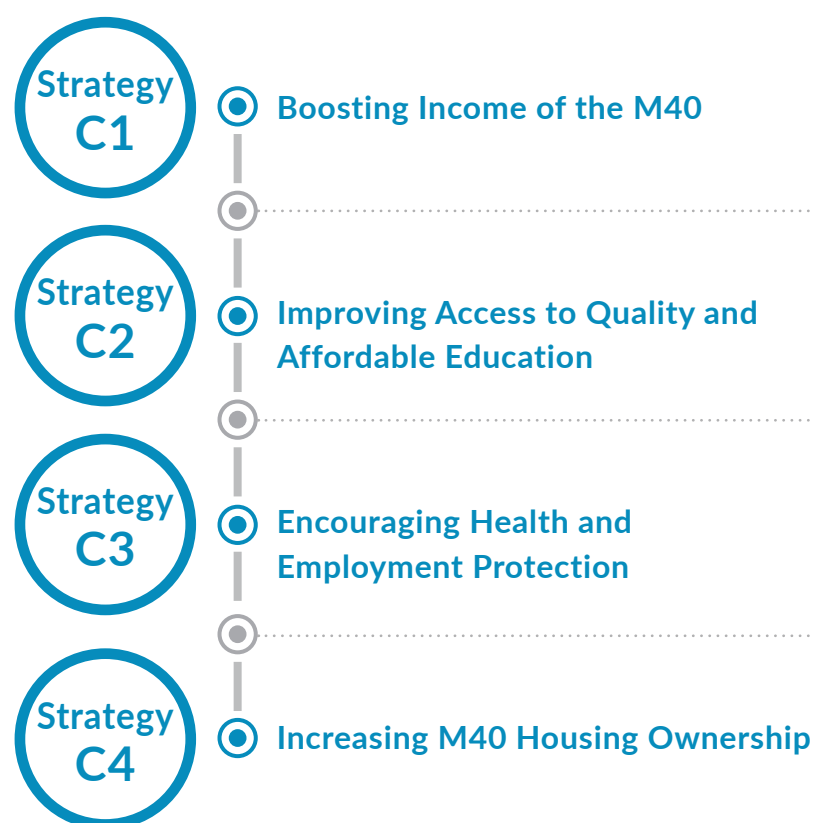 Strategy
C1
Boosting Income of the M40
Strategy
C2
Improving Access to Quality and
Affordable Education
Strategy
C3
Encouraging Health and
Employment Protection
Strategy
C4
Increasing M40 Housing Ownership